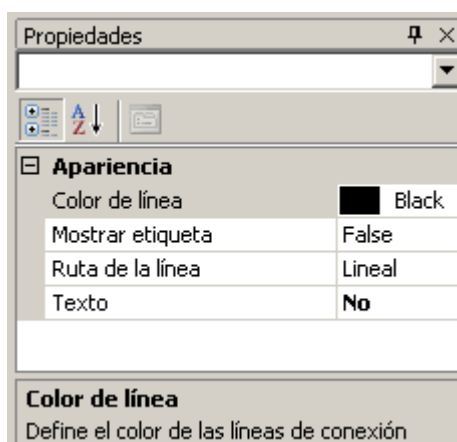 Propiedades
A
Z
Apariencia
Color de línea Black
Mostrar etiqueta False
Ruta de la línea Lineal
Texto No
Color de línea
Define el color de las líneas de conexión